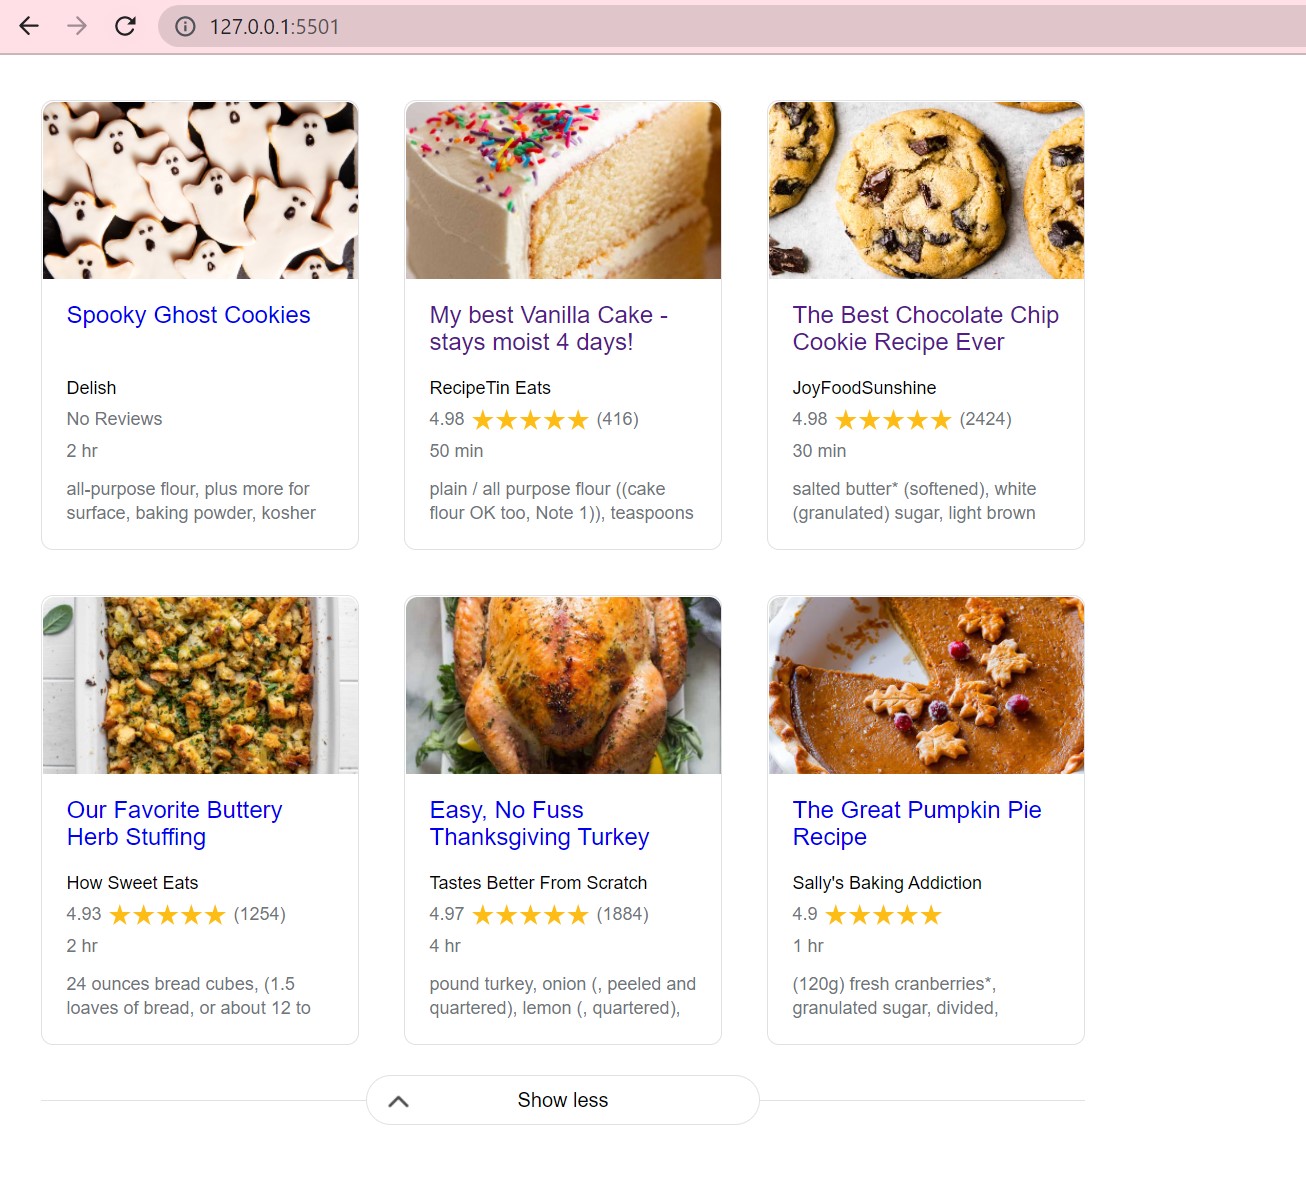 127.0.0.1:5501
Spooky Ghost Cookies
Delish
No Reviews
2 hr
all-purpose flour, plus more for
surface, baking powder, kosher
My best Vanilla Cake -
stays moist 4 days!
RecipeTin Eats
4.98 ★★★★★ (416)
50 min
plain / all purpose flour ((cake
flour OK too, Note 1)), teaspoons
The Best Chocolate Chip
Cookie Recipe Ever
JoyFoodSunshine
4.98 ★★★★★ (2424)
30 min
salted butter* (softened), white
(granulated) sugar, light brown
Our Favorite Buttery
Herb Stuffing
How Sweet Eats
4.93 ★★★★★ (1254)
2 hr
24 ounces bread cubes, (1.5
loaves of bread, or about 12 to
Easy, No Fuss
Thanksgiving Turkey
Tastes Better From Scratch
4.97 ★★★★★ (1884)
4 hr
pound turkey, onion (, peeled and
quartered), lemon (, quartered),
The Great Pumpkin Pie
Recipe
Sally's Baking Addiction
4.9 ★★★★★
1 hr
(120g) fresh cranberries*,
granulated sugar, divided,
Show less